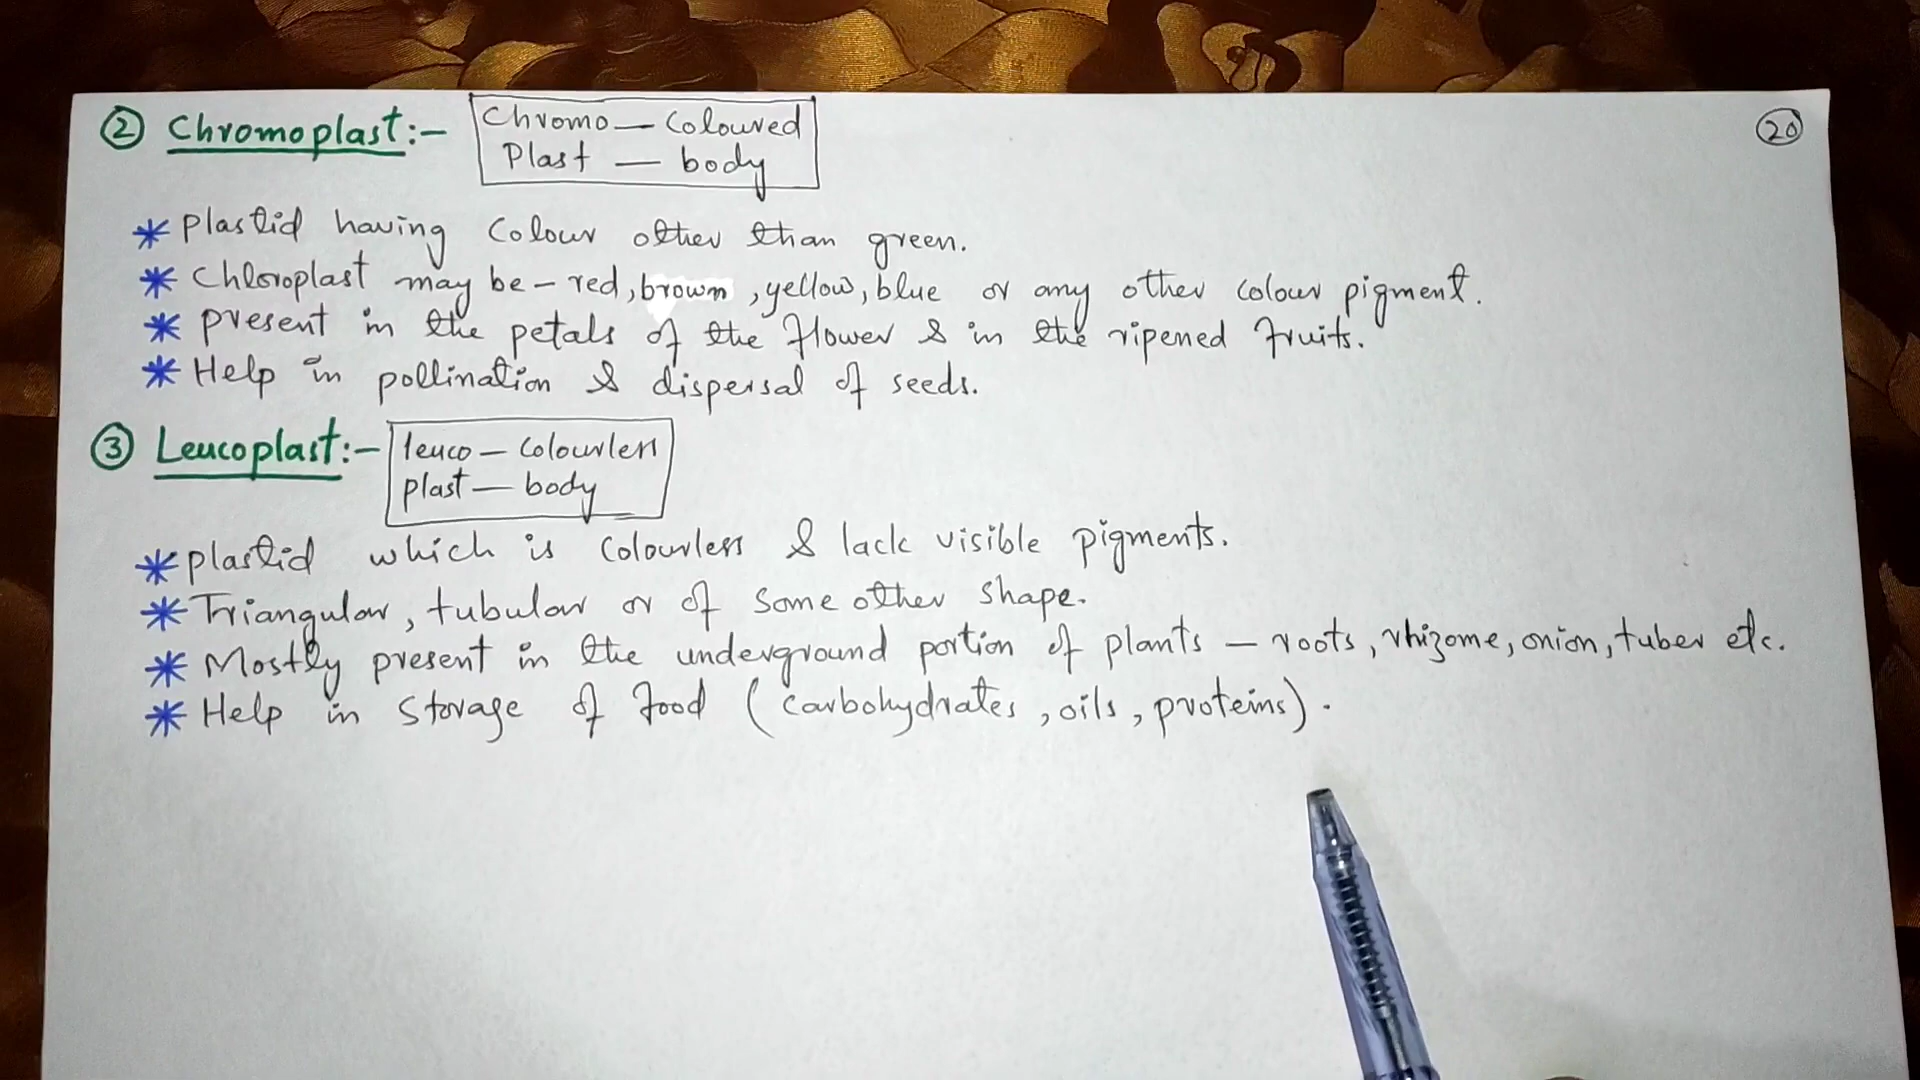 ② Chromoplast:- Chromo — Coloured
Plast — body
20
* Plastid having Colour other than green.
* Chloroplast may be - red, brown, yellow, blue or any other colour pigment.
* present in the petals of the flower & in the ripened fruits.
* Help in pollination & dispersal of seeds.
③ Leucoplast:- leuco — Colourless
plast — body
* plastid which is Colourless & lack visible pigments.
* Triangular, tubular or of some other shape.
* Mostly present in the underground portion of plants - roots, rhizome, onion, tuber etc.
* Help in storage of food (carbohydrates, oils, proteins).